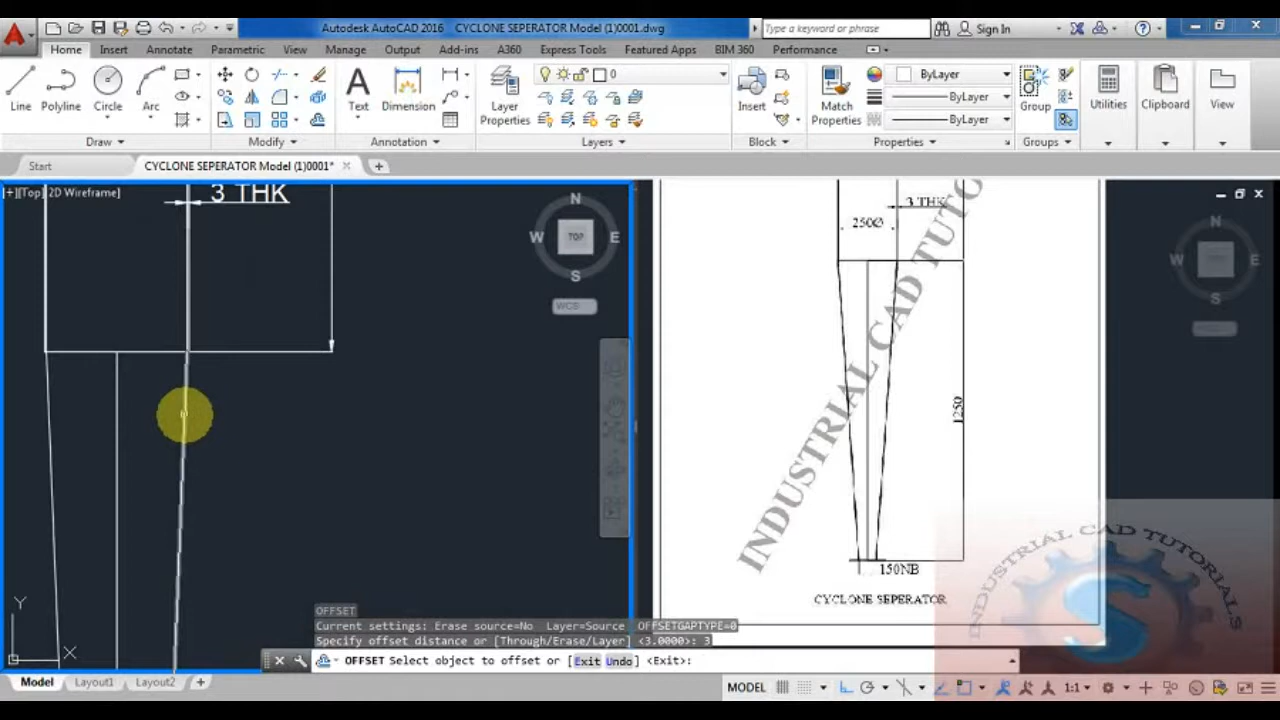 Autodesk AutoCAD 2016 CYCLONE SEPERATOR Model (1)0001.dwg
Type a keyword or phrase
Sign In
Home Insert Annotate Parametric View Manage Output Add-ins A360 Express Tools Featured Apps BIM 360 Performance
0
ByLayer
ByLayer
ByLayer
Line Polyline Circle Arc
Text Dimension
Layer Properties
Insert
Match Properties
Group
Utilities
Clipboard
View
Draw Modify Annotation Layers Block Properties Groups
Start
CYCLONE SEPERATOR Model (1)0001*
[+][Top][2D Wireframe]
3 THK
N
W TOP E
S
WCS
Y
X
3 THK
250Ø
1250
150NB
CYCLONE SEPERATOR
INDUSTRIAL CAD TUTO
N
W E
S
INDUSTRIAL CAD TUTORIALS
S
OFFSET
Current settings: Erase source=No Layer=Source OFFSETGAPTYPE=0
Specify offset distance or [Through/Erase/Layer] <3.0000>: 3
OFFSET Select object to offset or [Exit Undo] <Exit>:
Model Layout1 Layout2
MODEL
1:1